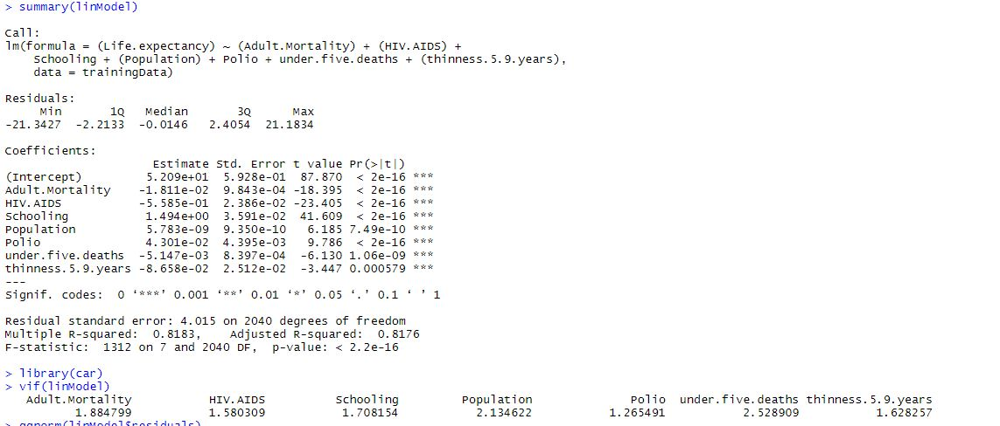 > summary(linModel)
Call:
lm(formula = (Life.expectancy) ~ (Adult.Mortality) + (HIV.AIDS) +
    Schooling + (Population) + Polio + under.five.deaths + (thinness.5.9.years),
    data = trainingData)
Residuals:
     Min       1Q   Median       3Q      Max
-21.3427  -2.2133  -0.0146   2.4054  21.1834
Coefficients:
                     Estimate Std. Error t value Pr(>|t|)
(Intercept)         5.209e+01  5.928e-01  87.870  < 2e-16 ***
Adult.Mortality    -1.811e-02  9.843e-04 -18.395  < 2e-16 ***
HIV.AIDS           -5.585e-01  2.386e-02 -23.405  < 2e-16 ***
Schooling           1.494e+00  3.591e-02  41.609  < 2e-16 ***
Population          5.783e-09  9.350e-10   6.185 7.49e-10 ***
Polio               4.301e-02  4.395e-03   9.786  < 2e-16 ***
under.five.deaths  -5.147e-03  8.397e-04  -6.130 1.06e-09 ***
thinness.5.9.years -8.658e-02  2.512e-02  -3.447 0.000579 ***
---
Signif. codes:  0 ‘***’ 0.001 ‘**’ 0.01 ‘*’ 0.05 ‘.’ 0.1 ‘ ’ 1
Residual standard error: 4.015 on 2040 degrees of freedom
Multiple R-squared:  0.8183,    Adjusted R-squared:  0.8176
F-statistic:  1312 on 7 and 2040 DF,  p-value: < 2.2e-16
> library(car)
> vif(linModel)
   Adult.Mortality           HIV.AIDS          Schooling         Population              Polio  under.five.deaths thinness.5.9.years
          1.884799           1.580309           1.708154           2.134622           1.265491           2.528909           1.628257
> qqnorm(linModel$residuals)